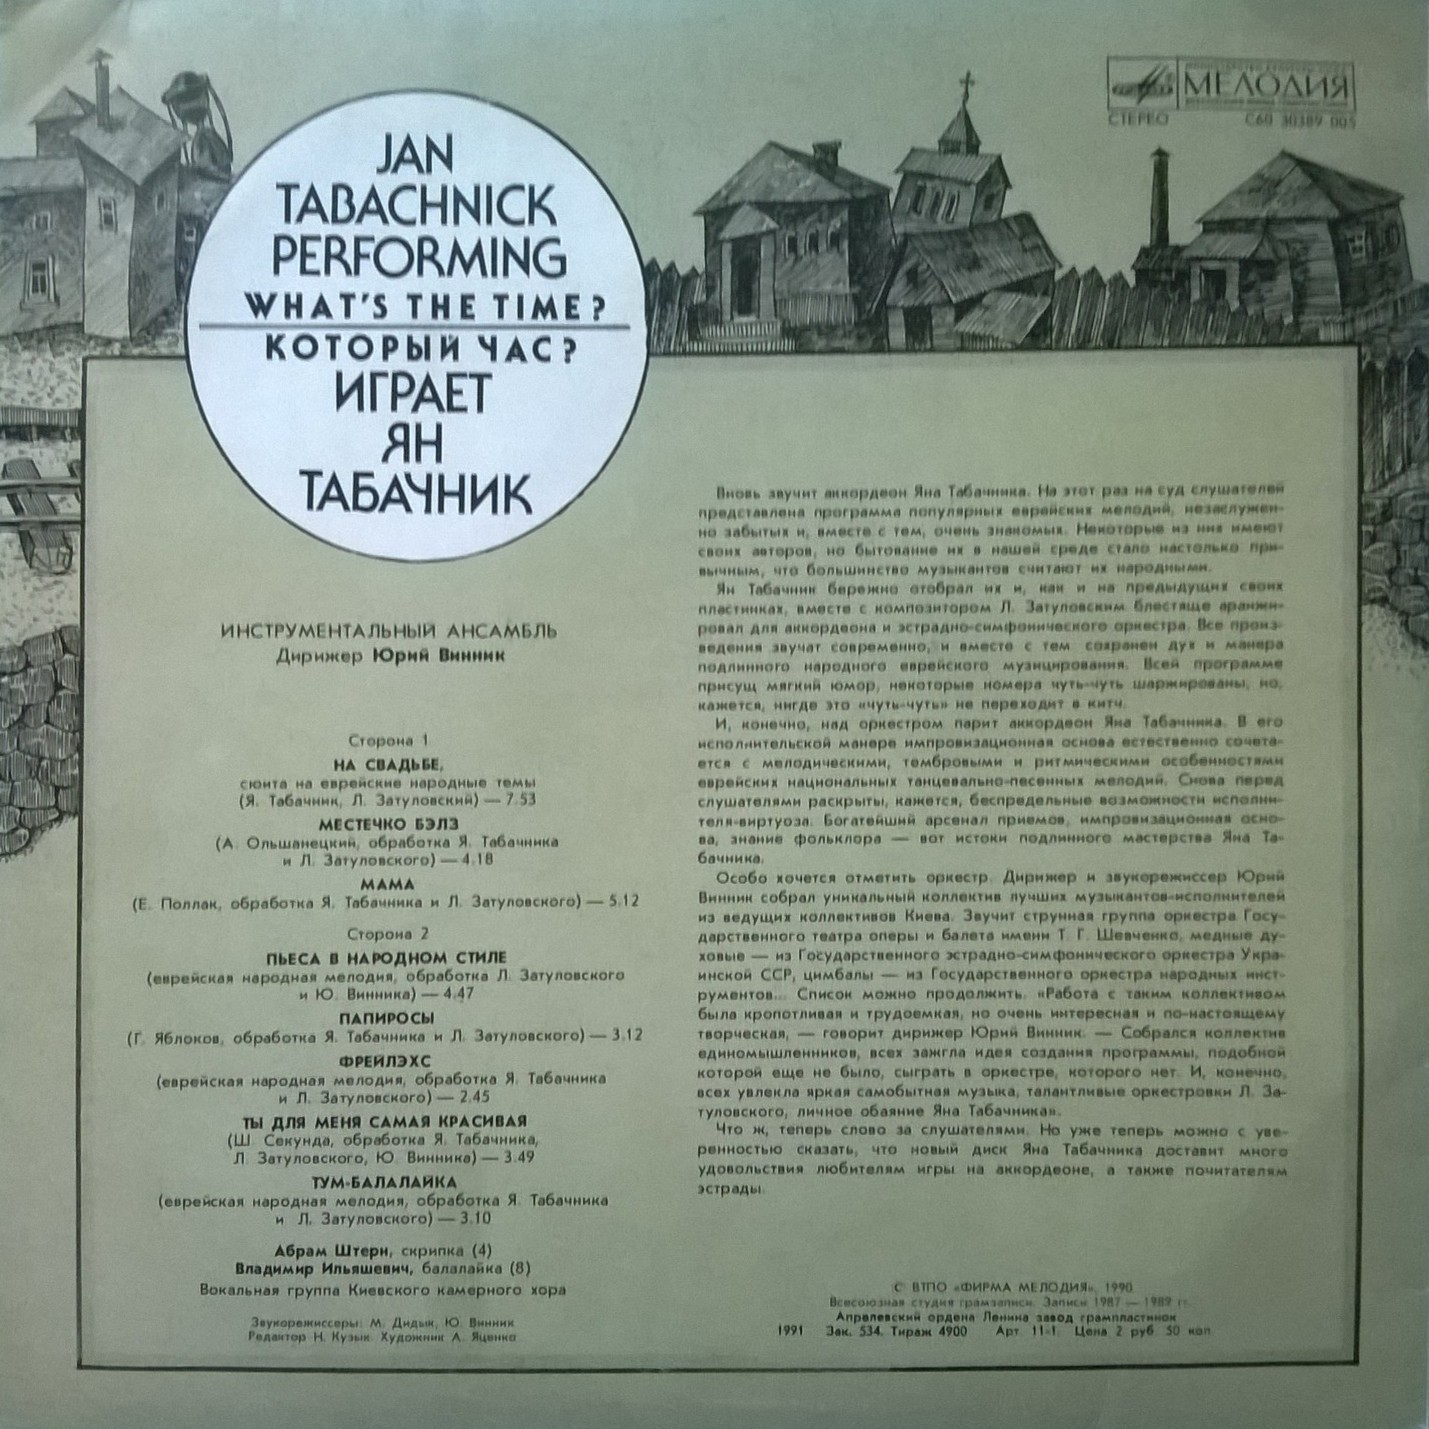 МЕЛОДИЯ
СТЕРЕО С60 30389 005
JAN
TABACHNICK
PERFORMING
WHAT'S THE TIME?
КОТОРЫЙ ЧАС?
ИГРАЕТ
ЯН
ТАБАЧНИК
ИНСТРУМЕНТАЛЬНЫЙ АНСАМБЛЬ
Дирижер Юрий Винник
Сторона 1
НА СВАДЬБЕ,
сюита на еврейские народные темы
(Я. Табачник, Л. Затуловский) — 7.53
МЕСТЕЧКО БЭЛЗ
(А. Ольшанецкий, обработка Я. Табачника
и Л. Затуловского) — 4.18
МАМА
(Е. Поллак, обработка Я. Табачника и Л. Затуловского) — 5.12
Сторона 2
ПЬЕСА В НАРОДНОМ СТИЛЕ
(еврейская народная мелодия, обработка Л. Затуловского
и Ю. Винника) — 4.47
ПАПИРОСЫ
(Г. Яблоков, обработка Я. Табачника и Л. Затуловского) — 3.12
ФРЕЙЛЭХС
(еврейская народная мелодия, обработка Я. Табачника
и Л. Затуловского) — 2.45
ТЫ ДЛЯ МЕНЯ САМАЯ КРАСИВАЯ
(Ш. Секунда, обработка Я. Табачника,
Л. Затуловского, Ю. Винника) — 3.49
ТУМ-БАЛАЛАЙКА
(еврейская народная мелодия, обработка Я. Табачника
и Л. Затуловского) — 3.10
Абрам Штерн, скрипка (4)
Владимир Ильяшевич, балалайка (8)
Вокальная группа Киевского камерного хора
Звукорежиссеры: М. Дидык, Ю. Винник
Редактор Н. Кузык. Художник А. Яценко
Вновь звучит аккордеон Яна Табачника. На этот раз на суд слушателей
представлена программа популярных еврейских мелодий, незаслужен-
но забытых и, вместе с тем, очень знакомых. Некоторые из них имеют
своих авторов, но бытование их в нашей среде стало настолько при-
вычным, что большинство музыкантов считают их народными.
Ян Табачник бережно отобрал их и, как и на предыдущих своих
пластинках, вместе с композитором Л. Затуловским блестяще аранжи-
ровал для аккордеона и эстрадно-симфонического оркестра. Все произ-
ведения звучат современно, и вместе с тем сохранен дух и манера
подлинного народного еврейского музицирования. Всей программе
присущ мягкий юмор, некоторые номера чуть-чуть шаржированы, но,
кажется, нигде это «чуть-чуть» не переходит в китч.
И, конечно, над оркестром парит аккордеон Яна Табачника. В его
исполнительской манере импровизационная основа естественно сочета-
ется с мелодическими, тембровыми и ритмическими особенностями
еврейских национальных танцевально-песенных мелодий. Снова перед
слушателями раскрыты, кажется, беспредельные возможности исполни-
теля-виртуоза. Богатейший арсенал приемов, импровизационная осно-
ва, знание фольклора — вот истоки подлинного мастерства Яна Та-
бачника.
Особо хочется отметить оркестр. Дирижер и звукорежиссер Юрий
Винник собрал уникальный коллектив лучших музыкантов-исполнителей
из ведущих коллективов Киева. Звучит струнная группа оркестра Госу-
дарственного театра оперы и балета имени Т. Г. Шевченко, медные ду-
ховые — из Государственного эстрадно-симфонического оркестра Укра-
инской ССР, цимбалы — из Государственного оркестра народных инст-
рументов... Список можно продолжить. «Работа с таким коллективом
была кропотливая и трудоемкая, но очень интересная и по-настоящему
творческая, — говорит дирижер Юрий Винник. — Собрался коллектив
единомышленников, всех зажгла идея создания программы, подобной
которой еще не было, сыграть в оркестре, которого нет. И, конечно,
всех увлекла яркая самобытная музыка, талантливые оркестровки Л. За-
туловского, личное обаяние Яна Табачника».
Что ж, теперь слово за слушателями. Но уже теперь можно с уве-
ренностью сказать, что новый диск Яна Табачника доставит много
удовольствия любителям игры на аккордеоне, а также почитателям
эстрады.
С ВТПО «ФИРМА МЕЛОДИЯ», 1990
Всесоюзная студия грамзаписи. Записи 1987 — 1989 гг.
Апрелевский ордена Ленина завод грампластинок
1991 Зак. 534. Тираж 4900 Арт. 11-1. Цена 2 руб. 50 коп.